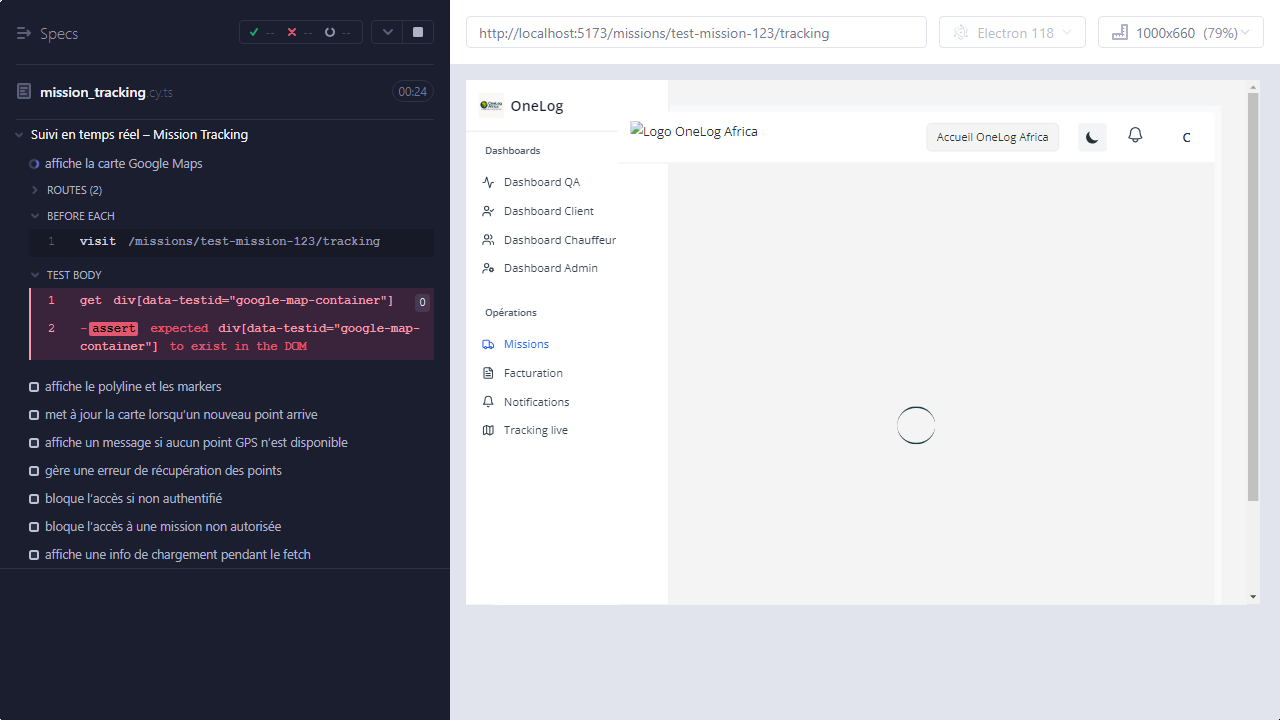 Specs
-- -- --
mission_tracking.cy.ts
00:24
Suivi en temps réel – Mission Tracking
affiche la carte Google Maps
ROUTES (2)
BEFORE EACH
1 visit /missions/test-mission-123/tracking
TEST BODY
1 get div[data-testid="google-map-container"] 0
2 -assert expected div[data-testid="google-map-
container"] to exist in the DOM
affiche le polyline et les markers
met à jour la carte lorsqu'un nouveau point arrive
affiche un message si aucun point GPS n'est disponible
gère une erreur de récupération des points
bloque l'accès si non authentifié
bloque l'accès à une mission non autorisée
affiche une info de chargement pendant le fetch
http://localhost:5173/missions/test-mission-123/tracking
Electron 118
1000x660 (79%)
OneLog
Logo OneLog Africa
Accueil OneLog Africa
C
Dashboards
Dashboard QA
Dashboard Client
Dashboard Chauffeur
Dashboard Admin
Opérations
Missions
Facturation
Notifications
Tracking live